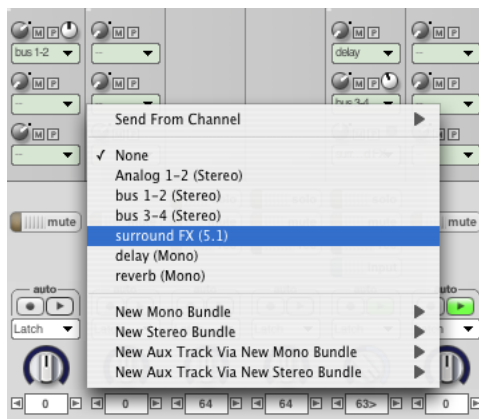 M P M P M P M P
bus 1-2 -- delay --
M P M P M P M P
-- -- bus 3-4 --
Send From Channel
M P M P
-- 
✓ None
Analog 1-2 (Stereo)
bus 1-2 (Stereo)
bus 3-4 (Stereo)
mute mute
surround FX (5.1)
delay (Mono)
reverb (Mono)
auto
New Mono Bundle
Latch
New Stereo Bundle
New Aux Track Via New Mono Bundle
New Aux Track Via New Stereo Bundle
0 0 64 64 63> 0